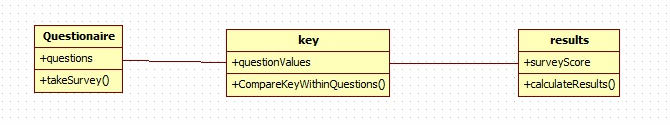 Questionaire
+questions
+takeSurvey()
key
+questionValues
+CompareKeyWithinQuestions()
results
+surveyScore
+calculateResults()